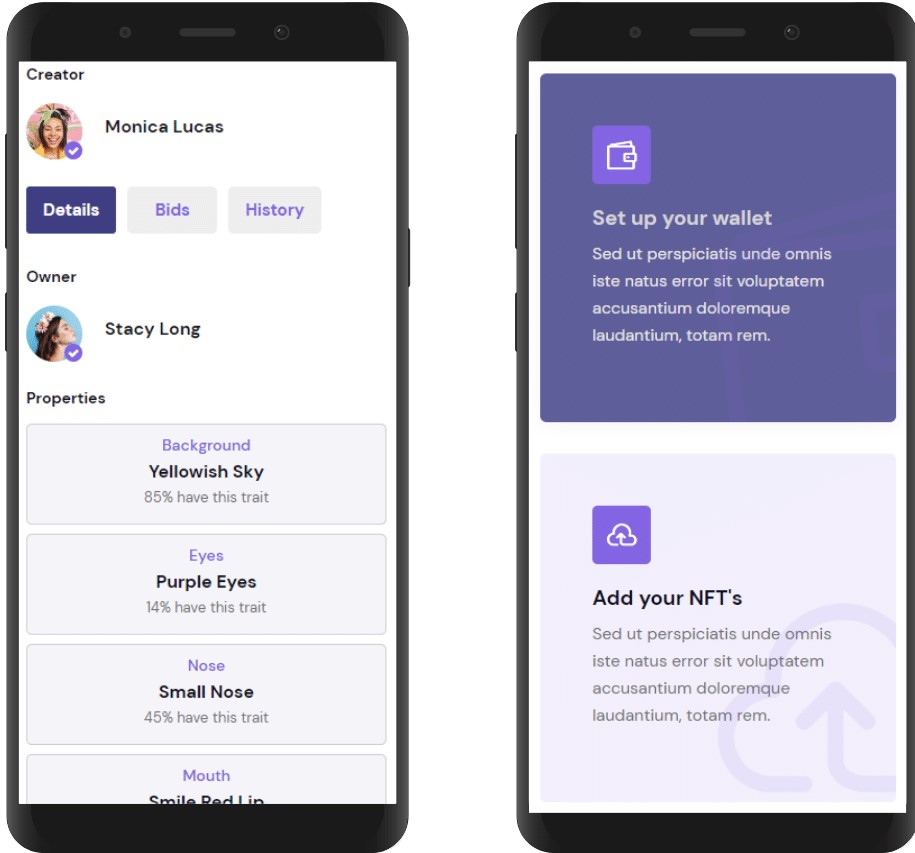 Creator
Monica Lucas
Details
Bids
History
Owner
Stacy Long
Properties
Background
Yellowish Sky
85% have this trait
Eyes
Purple Eyes
14% have this trait
Nose
Small Nose
45% have this trait
Mouth
Smile Red Lip
Set up your wallet
Sed ut perspiciatis unde omnis
iste natus error sit voluptatem
accusantium doloremque
laudantium, totam rem.
Add your NFT's
Sed ut perspiciatis unde omnis
iste natus error sit voluptatem
accusantium doloremque
laudantium, totam rem.